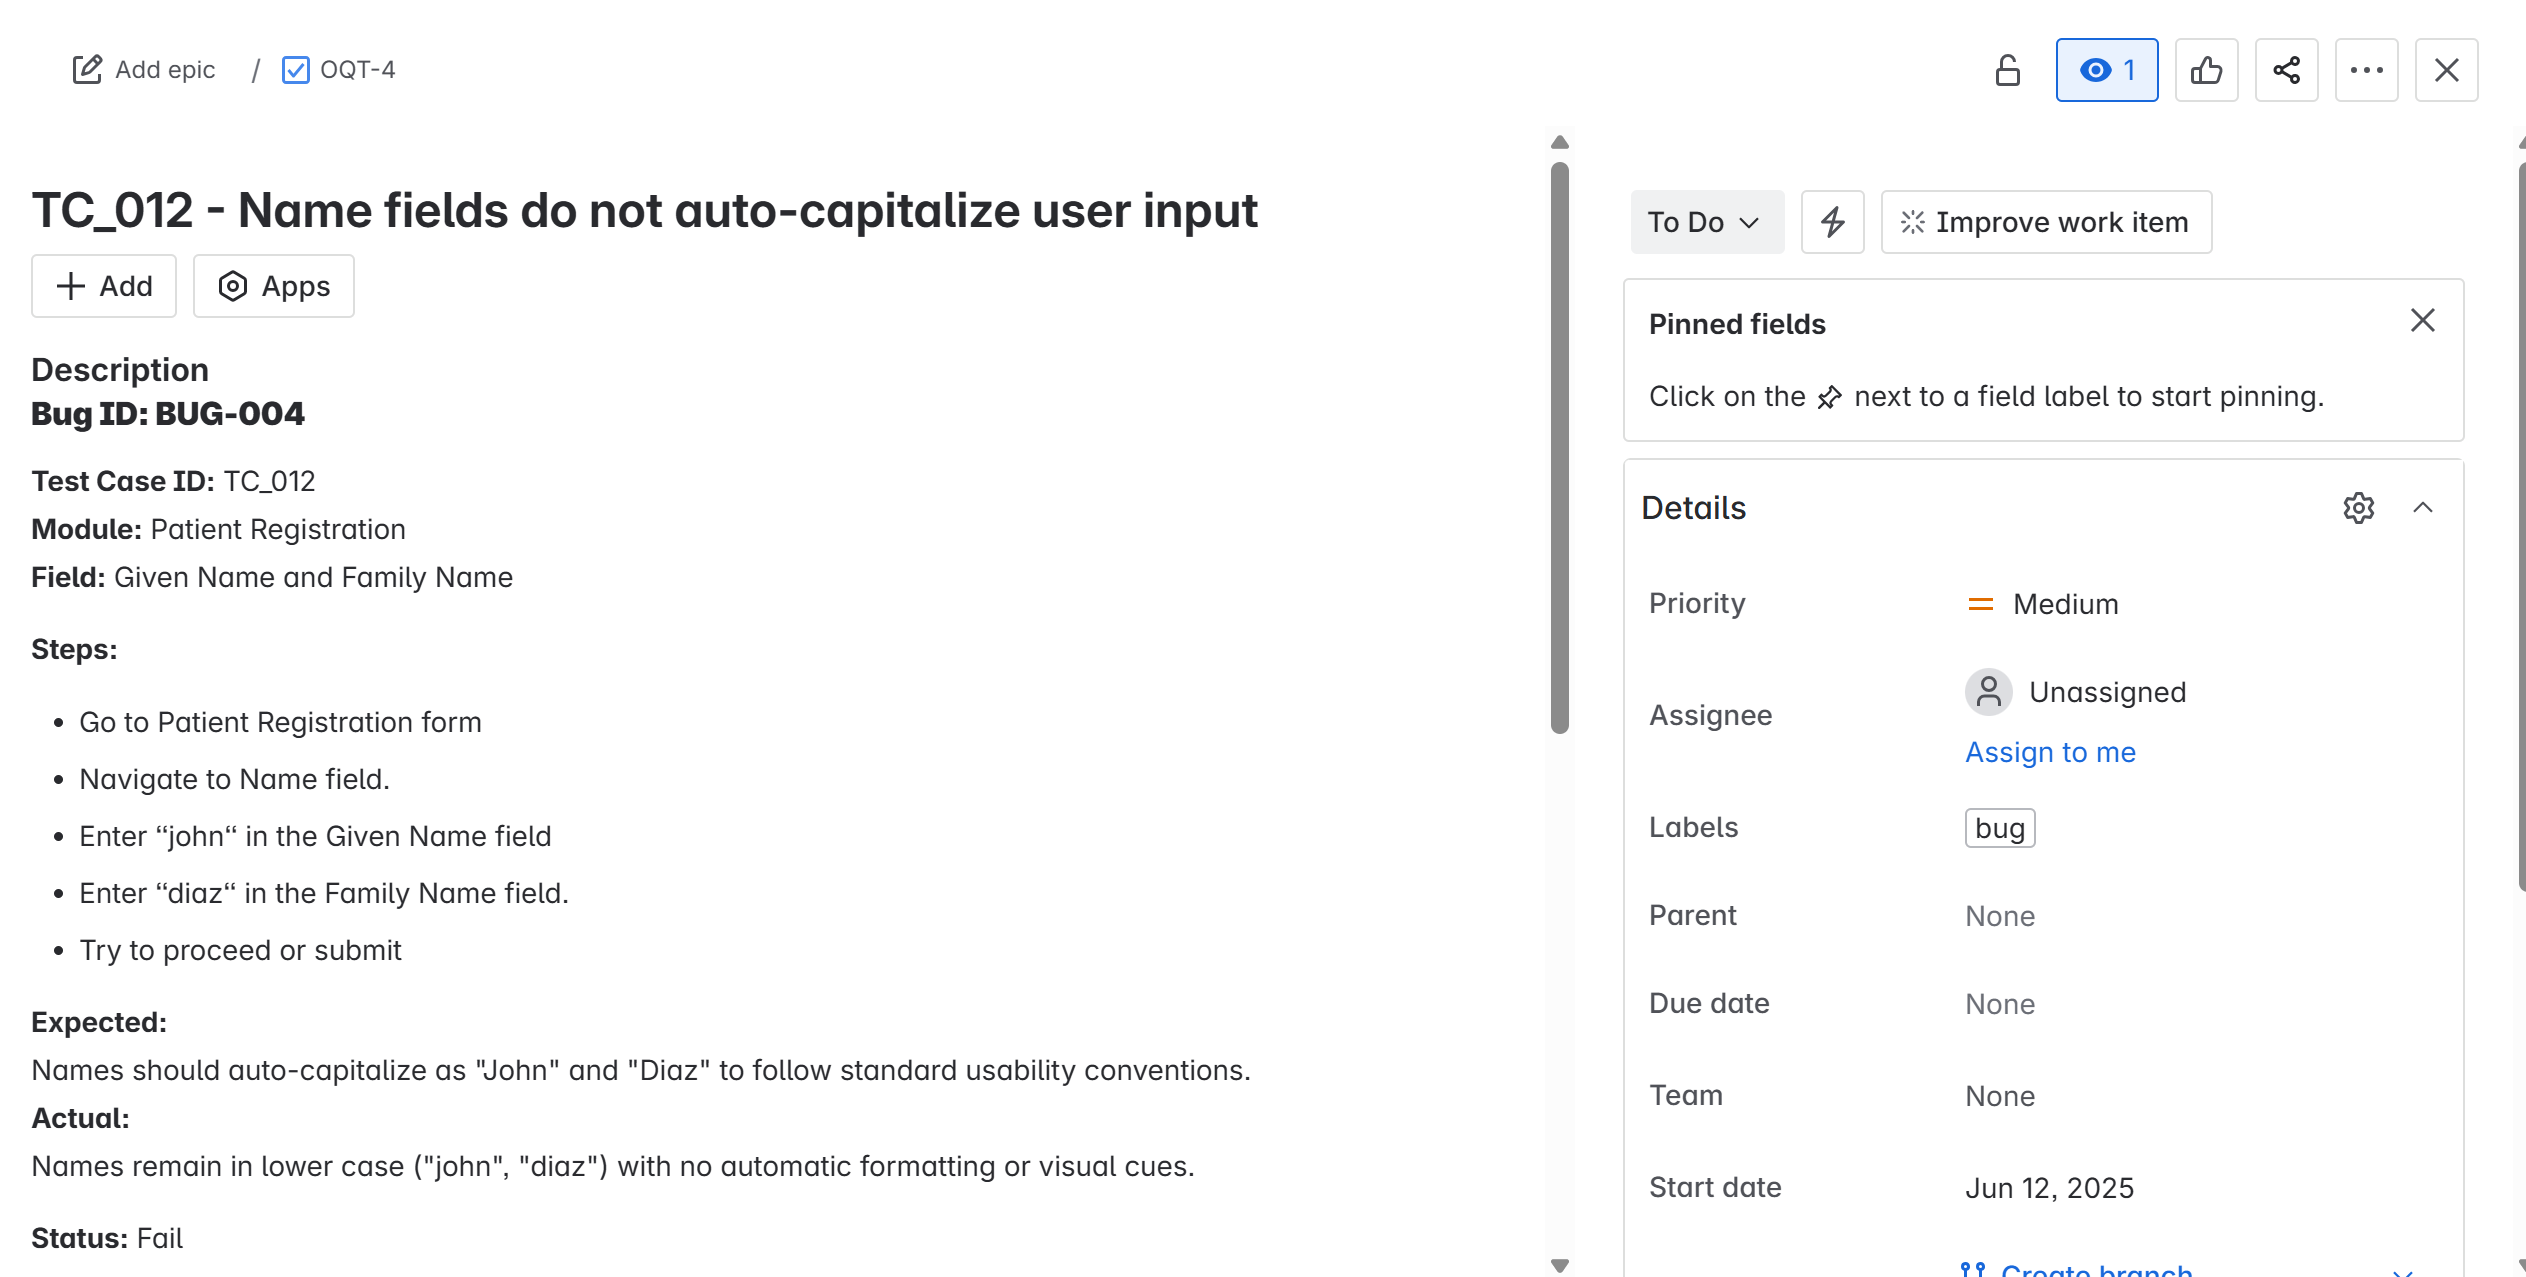 Add epic / OQT-4
1
TC_012 - Name fields do not auto-capitalize user input
Add
Apps
Description
Bug ID: BUG-004
Test Case ID: TC_012
Module: Patient Registration
Field: Given Name and Family Name
Steps:
• Go to Patient Registration form
• Navigate to Name field.
• Enter “john“ in the Given Name field
• Enter “diaz“ in the Family Name field.
• Try to proceed or submit
Expected:
Names should auto-capitalize as "John" and "Diaz" to follow standard usability conventions.
Actual:
Names remain in lower case ("john", "diaz") with no automatic formatting or visual cues.
Status: Fail
To Do
Improve work item
Pinned fields
Click on the next to a field label to start pinning.
Details
Priority
Medium
Assignee
Unassigned
Assign to me
Labels
bug
Parent
None
Due date
None
Team
None
Start date
Jun 12, 2025
Create branch